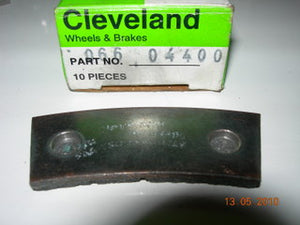 Cleveland
Wheels & Brakes
PART NO. 066 04400
10 PIECES
13 05 2010